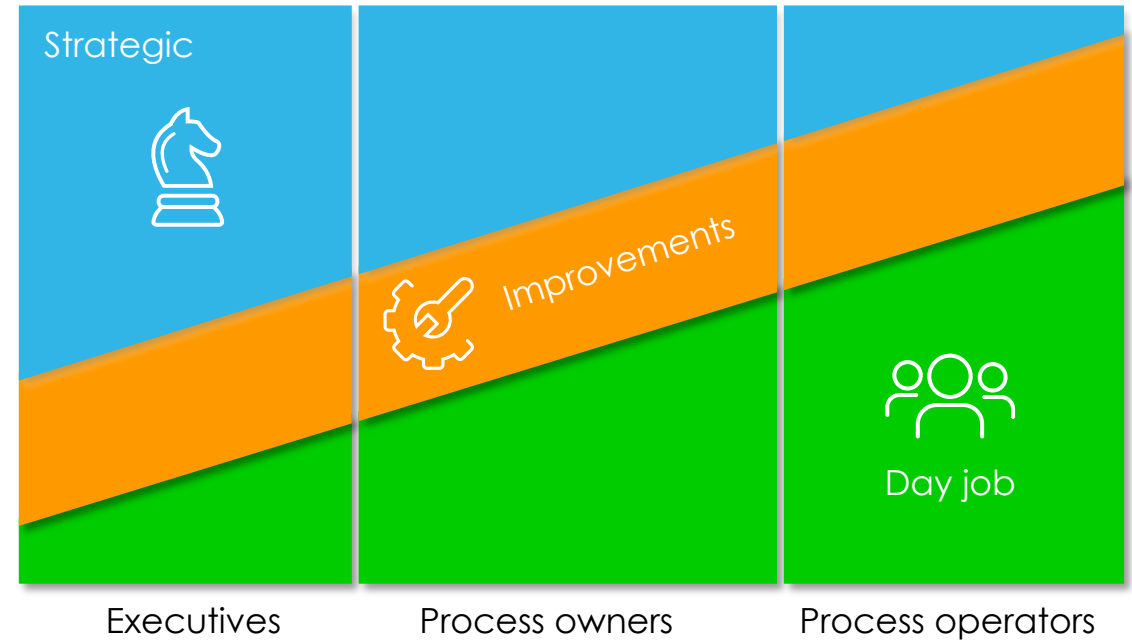 Strategic
Improvements
Day job
Executives
Process owners
Process operators